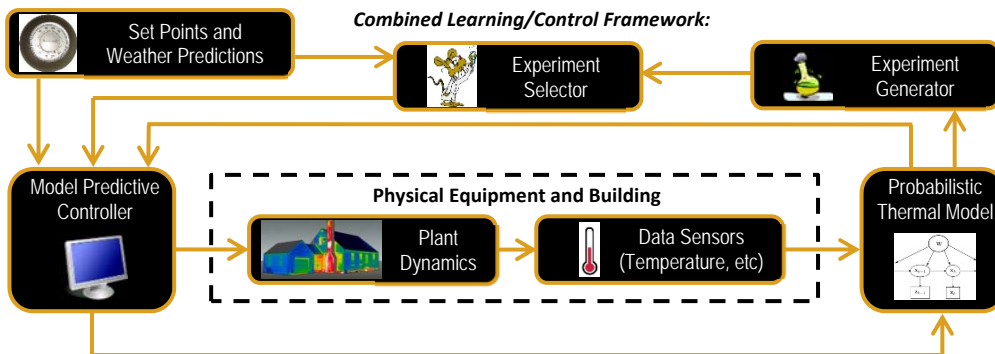 Combined Learning/Control Framework:
Set Points and
Weather Predictions
Experiment
Selector
Experiment
Generator
Model Predictive
Controller
Physical Equipment and Building
Plant
Dynamics
Data Sensors
(Temperature, etc)
Probabilistic
Thermal Model